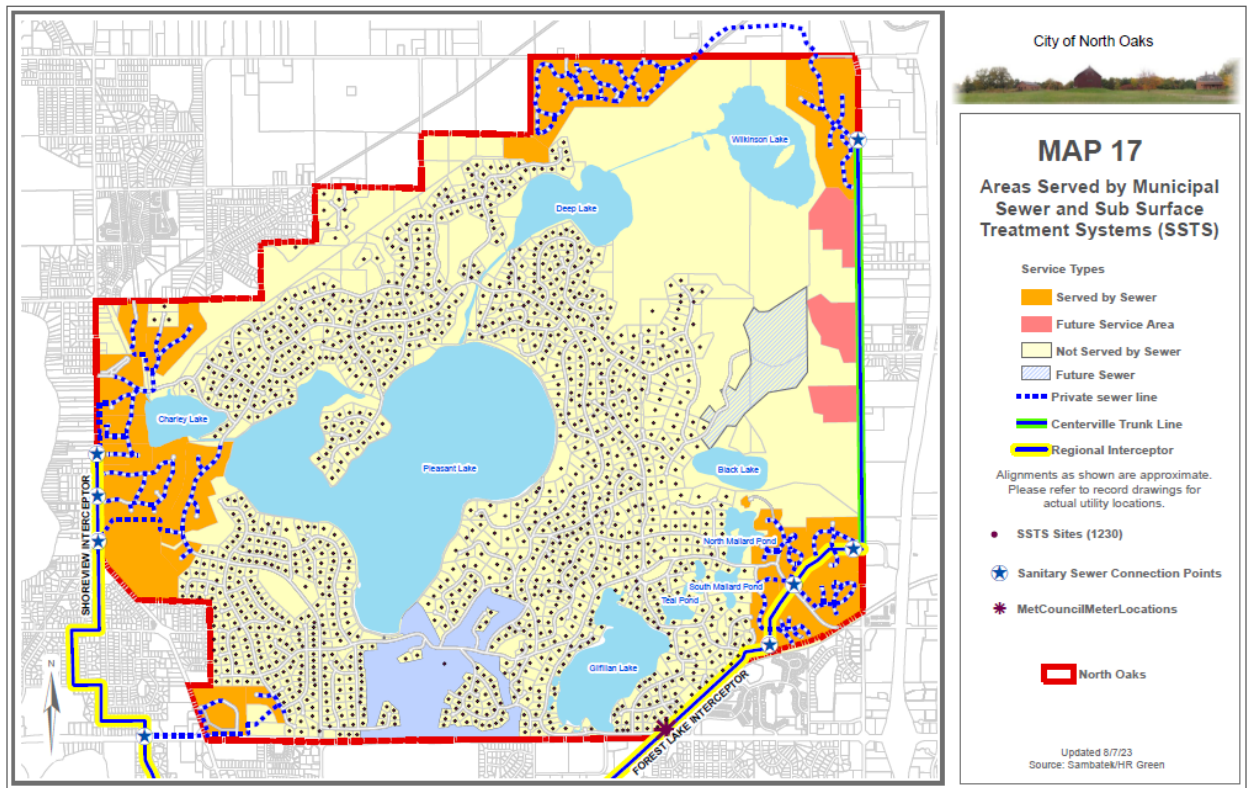 City of North Oaks
MAP 17
Areas Served by Municipal
Sewer and Sub Surface
Treatment Systems (SSTS)
Service Types
Served by Sewer
Future Service Area
Not Served by Sewer
Future Sewer
Private sewer line
Centerville Trunk Line
Regional Interceptor
Alignments as shown are approximate.
Please refer to record drawings for
actual utility locations.
SSTS Sites (1230)
Sanitary Sewer Connection Points
MetCouncilMeterLocations
North Oaks
Updated 8/7/23
Source: Sambatek/HR Green
Wilkinson Lake
Deep Lake
Charley Lake
Pleasant Lake
Black Lake
North Mallard Pond
South Mallard Pond
Teal Pond
Gilfillan Lake
SHOREVIEW INTERCEPTOR
FOREST LAKE INTERCEPTOR
N